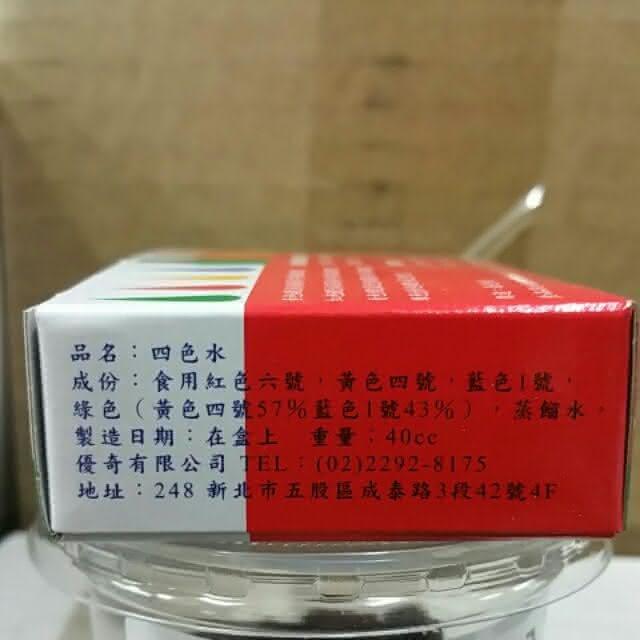 品名：四色水
成份：食用紅色六號，黃色四號，藍色1號，
綠色（黃色四號57%藍色1號43%），蒸餾水。
製造日期：在盒上　重量：40cc
優奇有限公司 TEL：(02)2292-8175
地址：248 新北市五股區成泰路3段42號4F